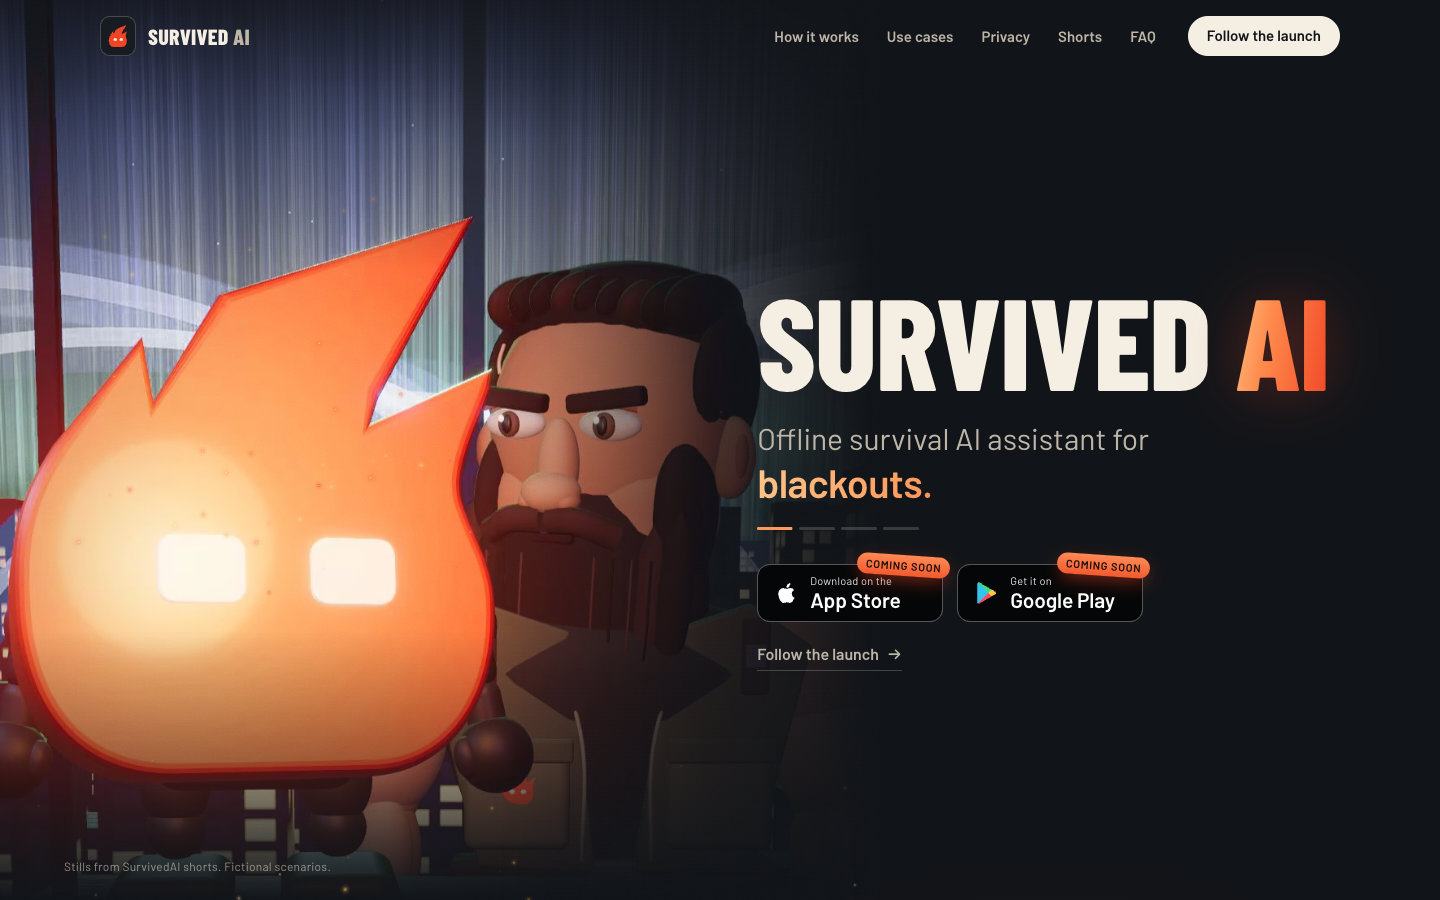 SURVIVED AI
How it works
Use cases
Privacy
Shorts
FAQ
Follow the launch
SURVIVED AI
Offline survival AI assistant for
blackouts.
COMING SOON
Download on the
App Store
COMING SOON
Get it on
Google Play
Follow the launch →
Stills from SurvivedAI shorts. Fictional scenarios.